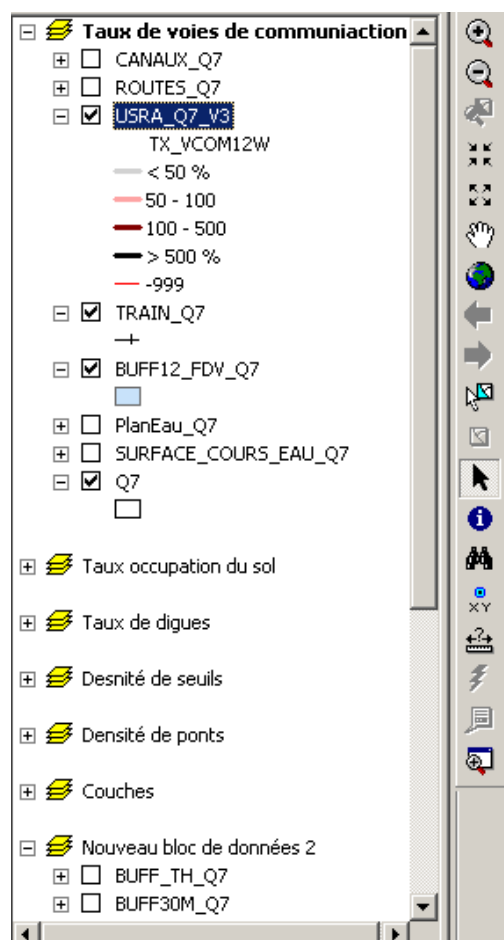 Taux de voies de communiaction
CANAUX_Q7
ROUTES_Q7
USRA_Q7_V3
TX_VCOM12W
< 50 %
50 - 100
100 - 500
> 500 %
-999
TRAIN_Q7
BUFF12_FDV_Q7
PlanEau_Q7
SURFACE_COURS_EAU_Q7
Q7
Taux occupation du sol
Taux de digues
Desnité de seuils
Densité de ponts
Couches
Nouveau bloc de données 2
BUFF_TH_Q7
BUFF30M_Q7
XY